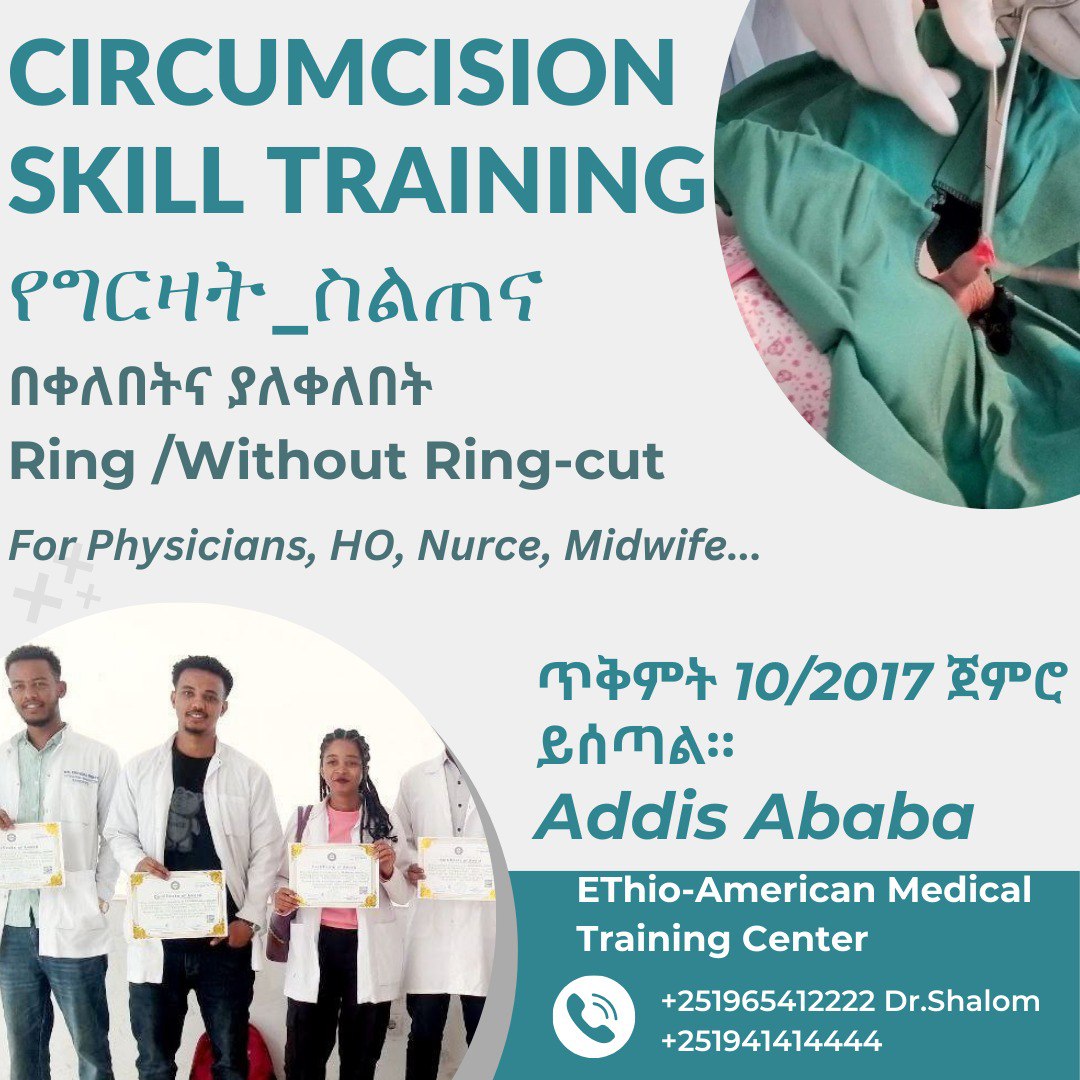 CIRCUMCISION
SKILL TRAINING
የግርዛት_ስልጠና
በቀለበትና ያለቀለበት
Ring /Without Ring-cut
For Physicians, HO, Nurce, Midwife...
ጥቅምት 10/2017 ጀምሮ
ይሰጣል።
Addis Ababa
EThio-American Medical
Training Center
+251965412222 Dr.Shalom
+251941414444